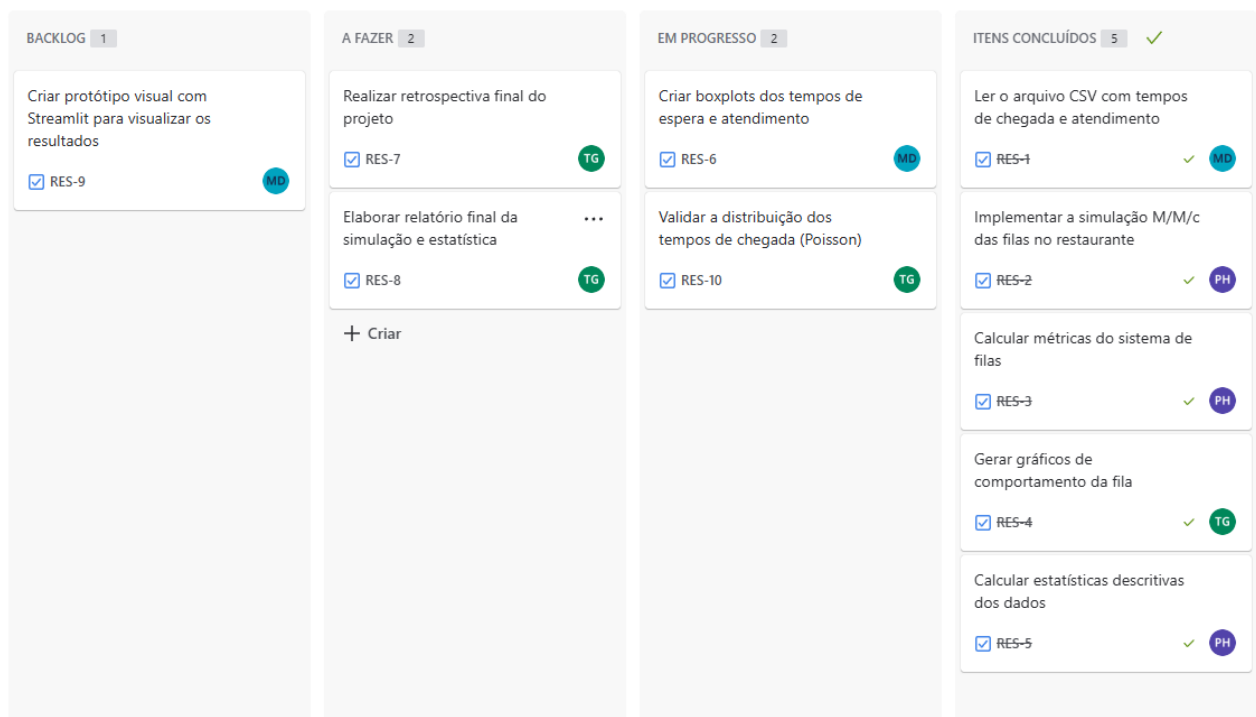 BACKLOG 1
Criar protótipo visual com
Streamlit para visualizar os
resultados
RES-9 MD
A FAZER 2
Realizar retrospectiva final do
projeto
RES-7 TG
Elaborar relatório final da
simulação e estatística
RES-8 TG
Criar
EM PROGRESSO 2
Criar boxplots dos tempos de
espera e atendimento
RES-6 MD
Validar a distribuição dos
tempos de chegada (Poisson)
RES-10 TG
ITENS CONCLUÍDOS 5
Ler o arquivo CSV com tempos
de chegada e atendimento
RES-1 MD
Implementar a simulação M/M/c
das filas no restaurante
RES-2 PH
Calcular métricas do sistema de
filas
RES-3 PH
Gerar gráficos de
comportamento da fila
RES-4 TG
Calcular estatísticas descritivas
dos dados
RES-5 PH